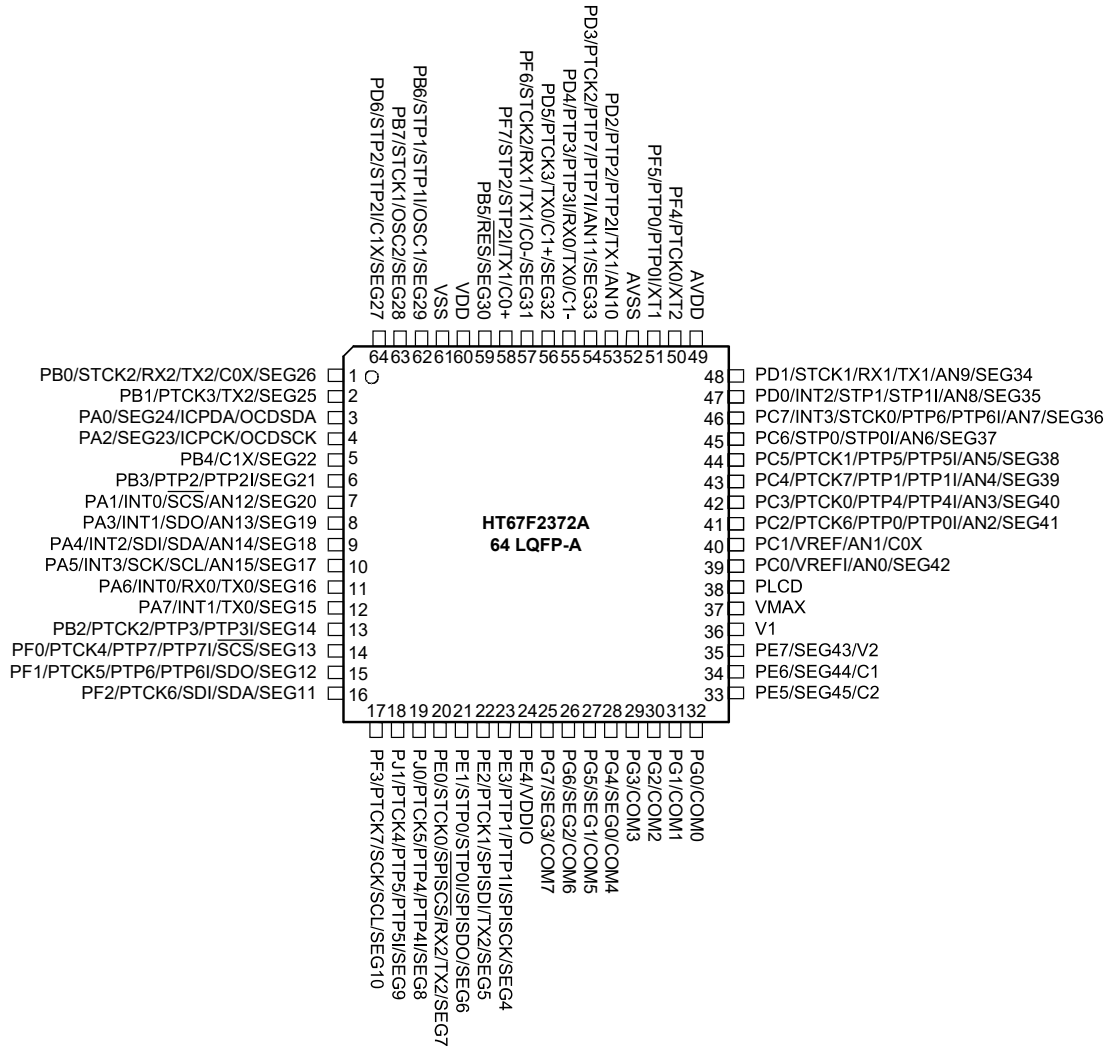 PD6/STP2/STP2I/C1X/SEG27
PB7/STCK1/OSC2/SEG28
PB6/STP1/STP1I/OSC1/SEG29
VSS
VDD
PB5/RES/SEG30
PF7/STP2/STP2I/TX1/C0+
PF6/STCK2/RX1/TX1/C0-/SEG31
PD5/PTCK3/TX0/C1+/SEG32
PD4/PTP3/PTP3I/RX0/TX0/C1-
PD3/PTCK2/PTP7/PTP7I/AN11/SEG33
PD2/PTP2/PTP2I/TX1/AN10
AVSS
PF5/PTP0/PTP0I/XT1
PF4/PTCK0/XT2
AVDD
64 63 62 61 60 59 58 57 56 55 54 53 52 51 50 49
PB0/STCK2/RX2/TX2/C0X/SEG26 1
PB1/PTCK3/TX2/SEG25 2
PA0/SEG24/ICPDA/OCDSDA 3
PA2/SEG23/ICPCK/OCDSCK 4
PB4/C1X/SEG22 5
PB3/PTP2/PTP2I/SEG21 6
PA1/INT0/SCS/AN12/SEG20 7
PA3/INT1/SDO/AN13/SEG19 8
PA4/INT2/SDI/SDA/AN14/SEG18 9
PA5/INT3/SCK/SCL/AN15/SEG17 10
PA6/INT0/RX0/TX0/SEG16 11
PA7/INT1/TX0/SEG15 12
PB2/PTCK2/PTP3/PTP3I/SEG14 13
PF0/PTCK4/PTP7/PTP7I/SCS/SEG13 14
PF1/PTCK5/PTP6/PTP6I/SDO/SEG12 15
PF2/PTCK6/SDI/SDA/SEG11 16
HT67F2372A
64 LQFP-A
48 PD1/STCK1/RX1/TX1/AN9/SEG34
47 PD0/INT2/STP1/STP1I/AN8/SEG35
46 PC7/INT3/STCK0/PTP6/PTP6I/AN7/SEG36
45 PC6/STP0/STP0I/AN6/SEG37
44 PC5/PTCK1/PTP5/PTP5I/AN5/SEG38
43 PC4/PTCK7/PTP1/PTP1I/AN4/SEG39
42 PC3/PTCK0/PTP4/PTP4I/AN3/SEG40
41 PC2/PTCK6/PTP0/PTP0I/AN2/SEG41
40 PC1/VREF/AN1/C0X
39 PC0/VREFI/AN0/SEG42
38 PLCD
37 VMAX
36 V1
35 PE7/SEG43/V2
34 PE6/SEG44/C1
33 PE5/SEG45/C2
17 18 19 20 21 22 23 24 25 26 27 28 29 30 31 32
PF3/PTCK7/SCK/SCL/SEG10
PJ1/PTCK4/PTP5/PTP5I/SEG9
PJ0/PTCK5/PTP4/PTP4I/SEG8
PE0/STCK0/SPISCS/RX2/TX2/SEG7
PE1/STP0/STP0I/SPISDO/SEG6
PE2/PTCK1/SPISDI/TX2/SEG5
PE3/PTP1/PTP1I/SPISCK/SEG4
PE4/VDDIO
PG7/SEG3/COM7
PG6/SEG2/COM6
PG5/SEG1/COM5
PG4/SEG0/COM4
PG3/COM3
PG2/COM2
PG1/COM1
PG0/COM0